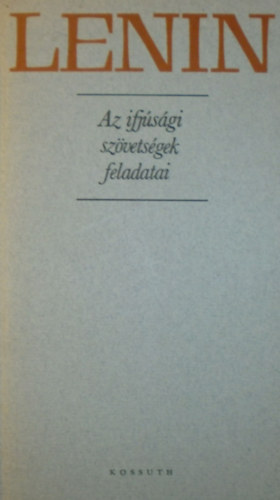 LENIN
Az ifjúsági
szövetségek
feladatai
KOSSUTH